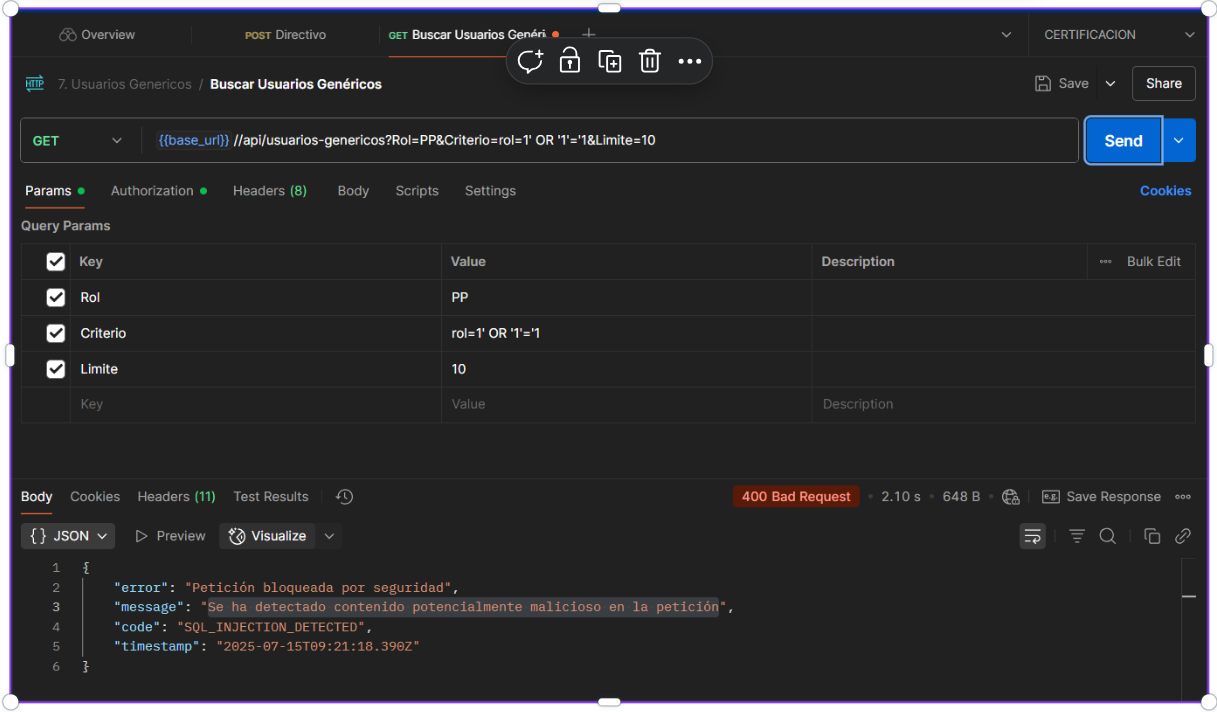 Overview POST Directivo GET Buscar Usuarios Genéri CERTIFICACION
HTTP 7. Usuarios Genericos / Buscar Usuarios Genéricos Save Share
GET {{base_url}} //api/usuarios-genericos?Rol=PP&Criterio=rol=1' OR '1'='1&Limite=10 Send
Params Authorization Headers (8) Body Scripts Settings Cookies
Query Params
Key Value Description Bulk Edit
Rol PP
Criterio rol=1' OR '1'='1
Limite 10
Key Value Description
Body Cookies Headers (11) Test Results 400 Bad Request 2.10 s 648 B e.g. Save Response
{} JSON Preview Visualize
1 {
2 "error": "Petición bloqueada por seguridad",
3 "message": "Se ha detectado contenido potencialmente malicioso en la petición",
4 "code": "SQL_INJECTION_DETECTED",
5 "timestamp": "2025-07-15T09:21:18.390Z"
6 }